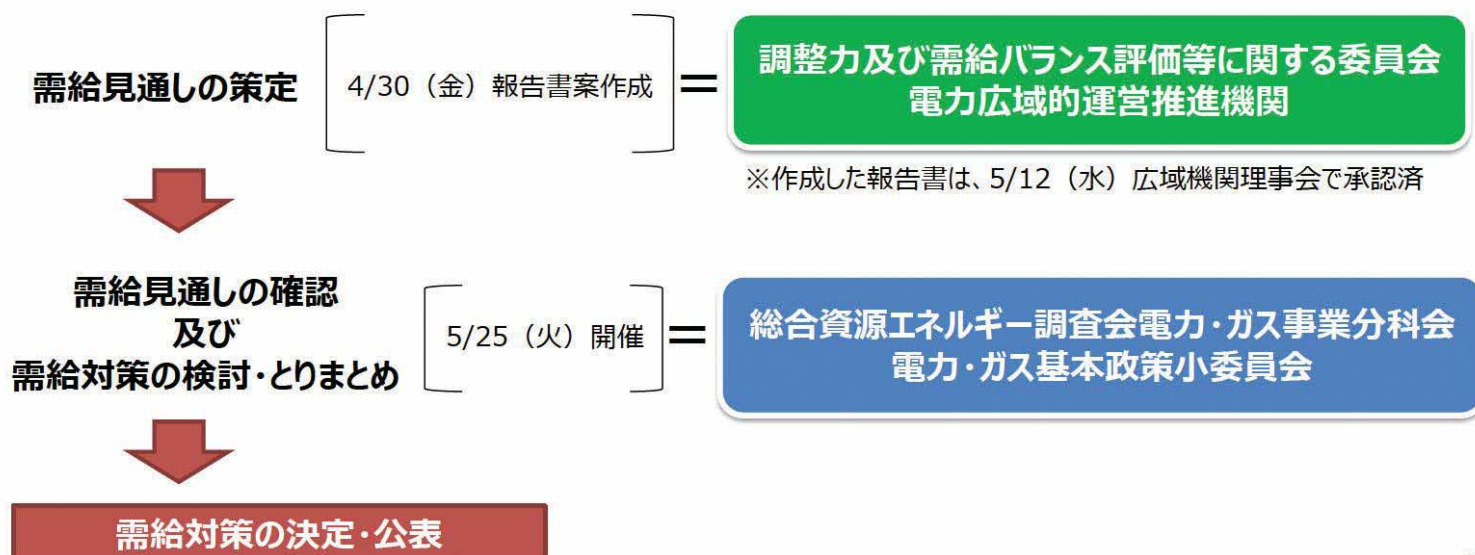 需給見通しの策定
4/30（金）報告書案作成
=
調整力及び需給バランス評価等に関する委員会
電力広域的運営推進機関
※作成した報告書は、5/12（水）広域機関理事会で承認済
需給見通しの確認
及び
需給対策の検討・とりまとめ
5/25（火）開催
=
総合資源エネルギー調査会電力・ガス事業分科会
電力・ガス基本政策小委員会
需給対策の決定・公表